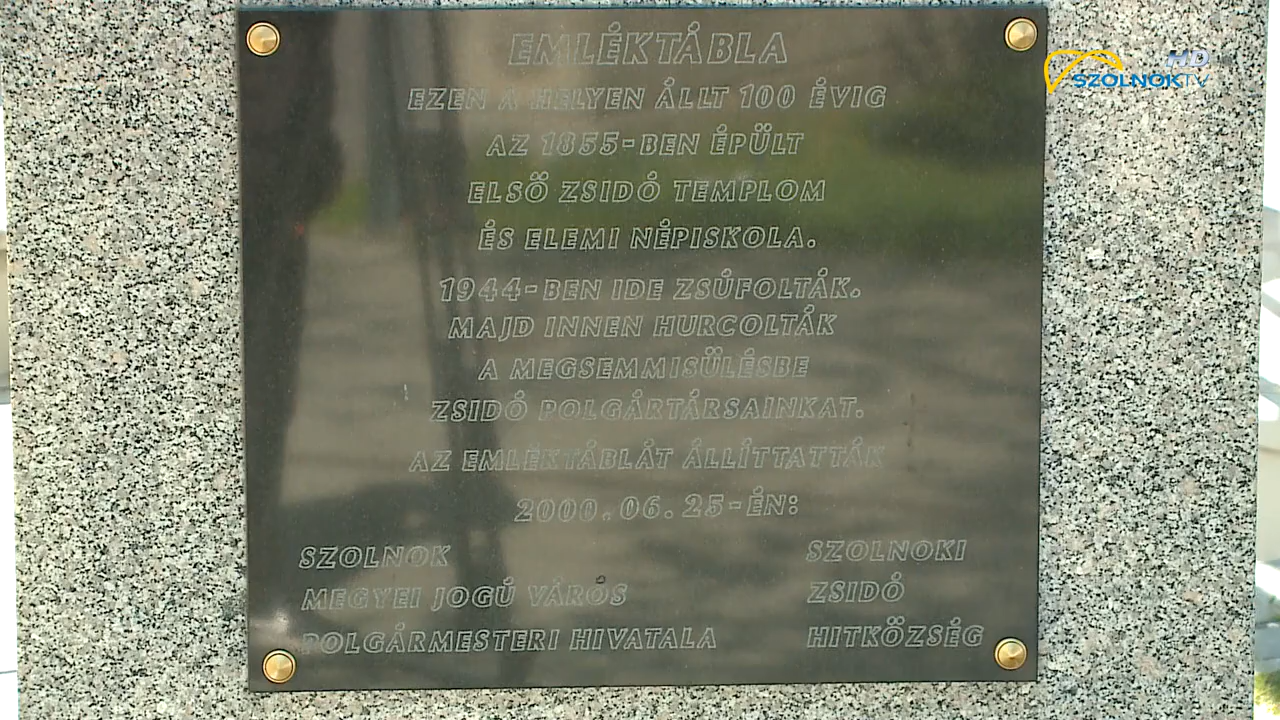 EMLÉKTÁBLA
EZEN A HELYEN ÁLLT 100 ÉVIG
AZ 1855-BEN ÉPÜLT
ELSŐ ZSIDÓ TEMPLOM
ÉS ELEMI NÉPISKOLA.
1944-BEN IDE ZSÚFOLTÁK.
MAJD INNEN HURCOLTÁK
A MEGSEMMISÜLÉSBE
ZSIDÓ POLGÁRTÁRSAINKAT.
AZ EMLÉKTÁBLÁT ÁLLÍTTATTÁK
2000.06.25-ÉN:
SZOLNOK
MEGYEI JOGÚ VÁROS
POLGÁRMESTERI HIVATALA
SZOLNOKI
ZSIDÓ
HITKÖZSÉG
HD
SZOLNOKTV